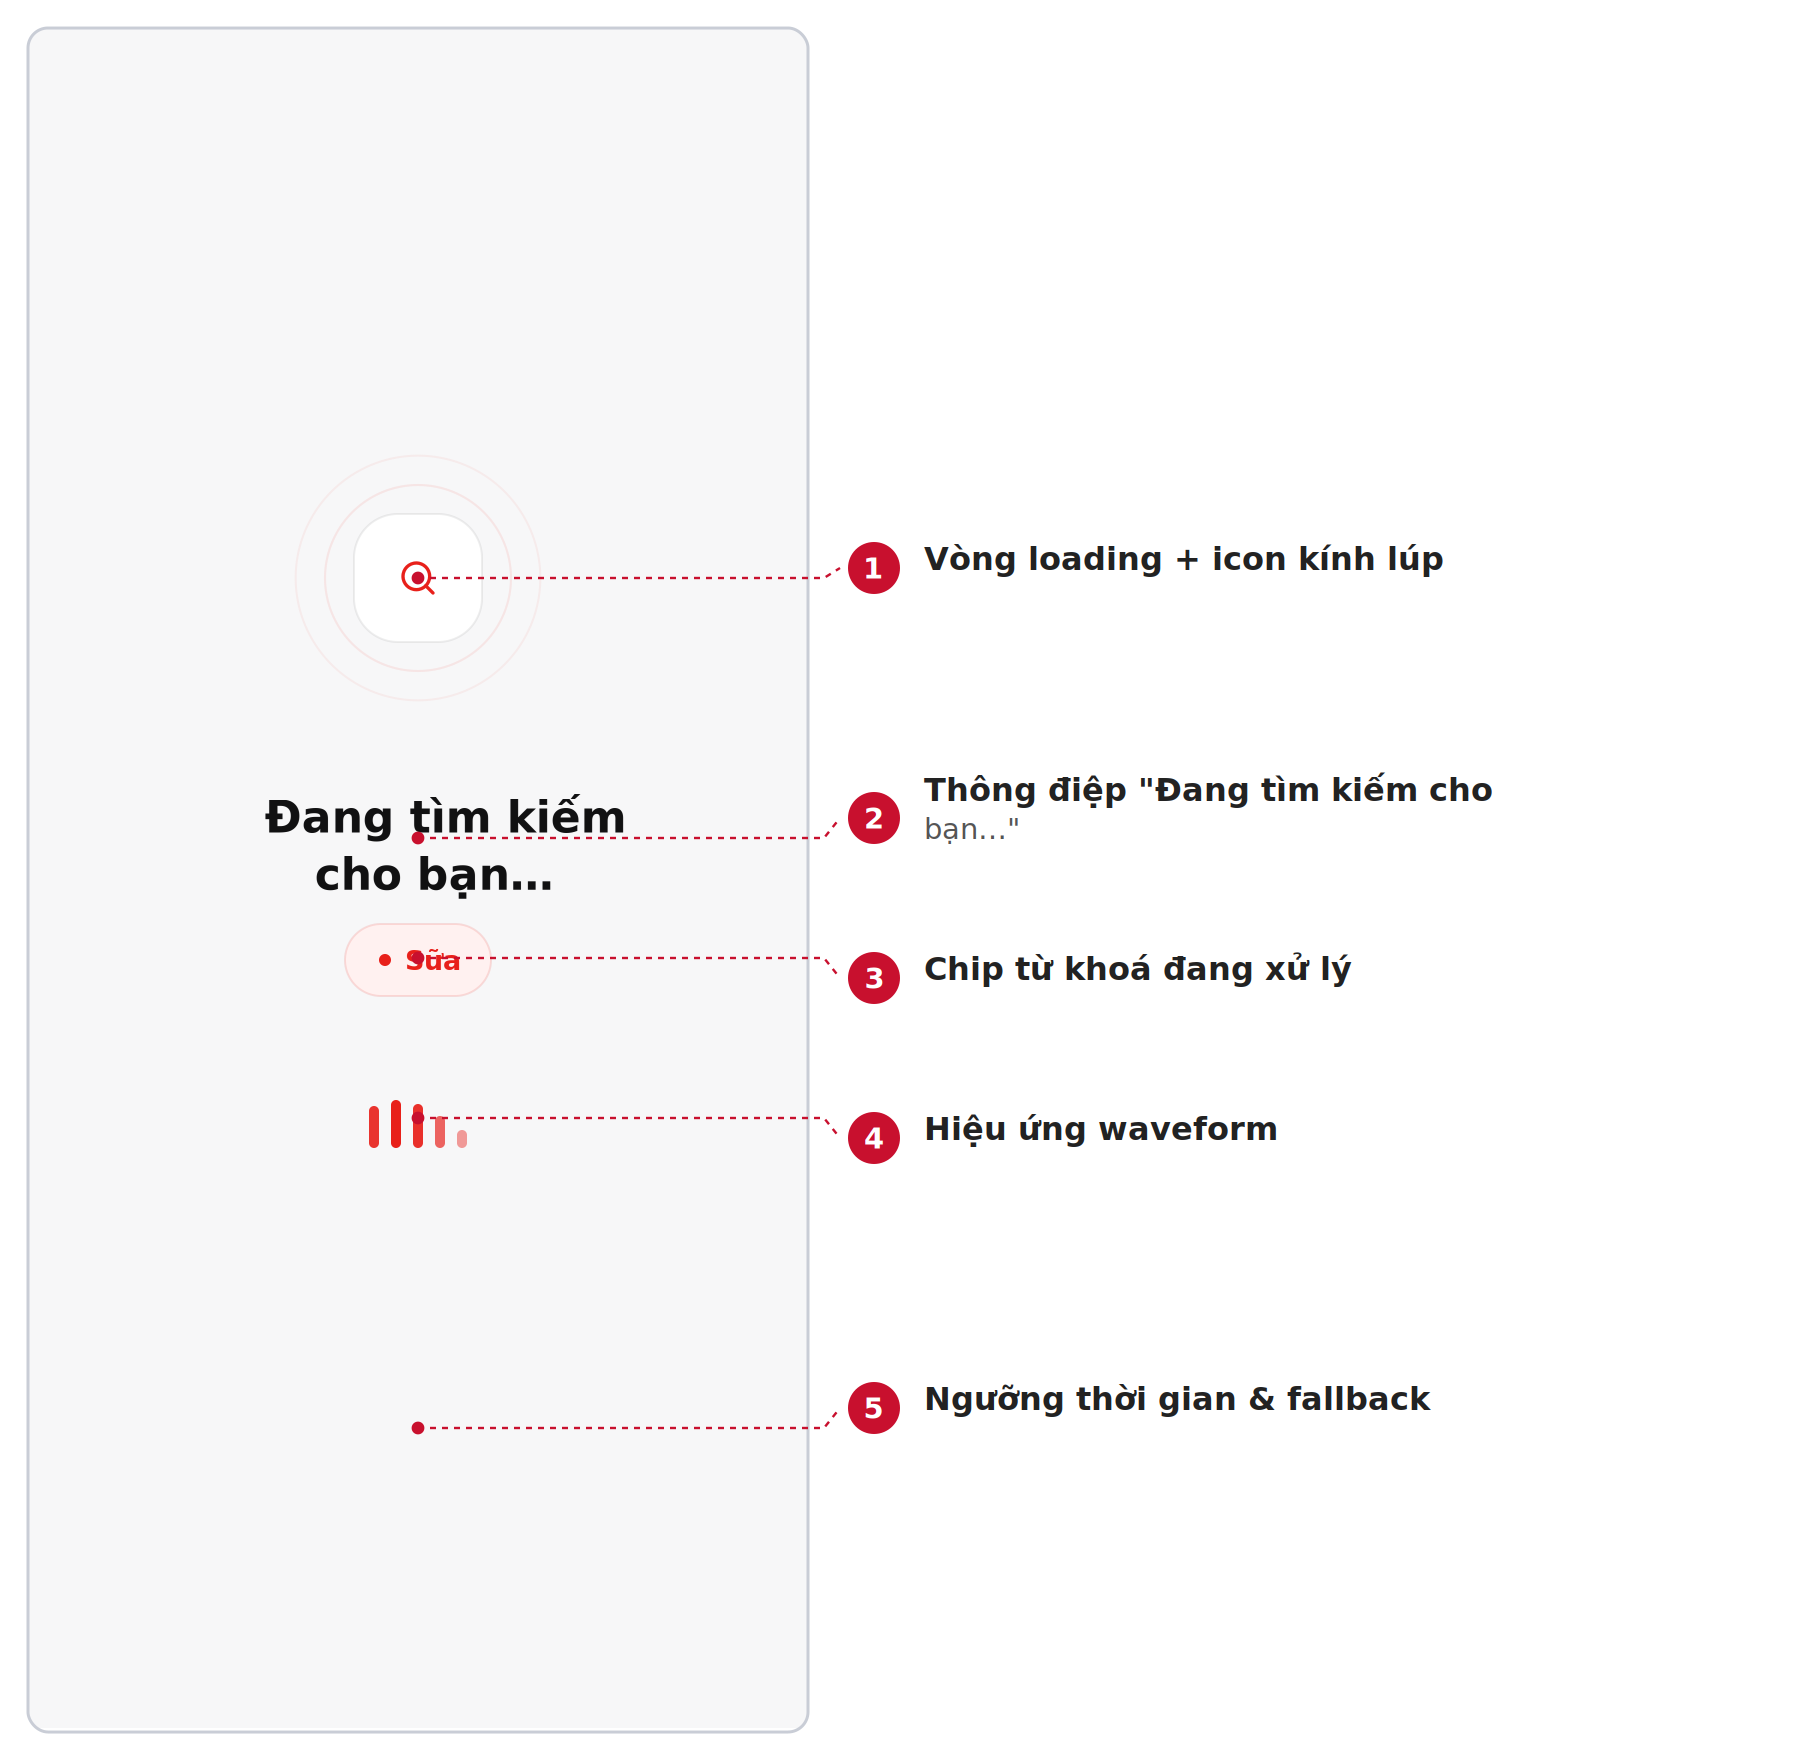 1 Vòng loading + icon kính lúp
Đang tìm kiếm
cho bạn...
2 Thông điệp "Đang tìm kiếm cho
bạn..."
Sữa
3 Chip từ khoá đang xử lý
4 Hiệu ứng waveform
5 Ngưỡng thời gian & fallback